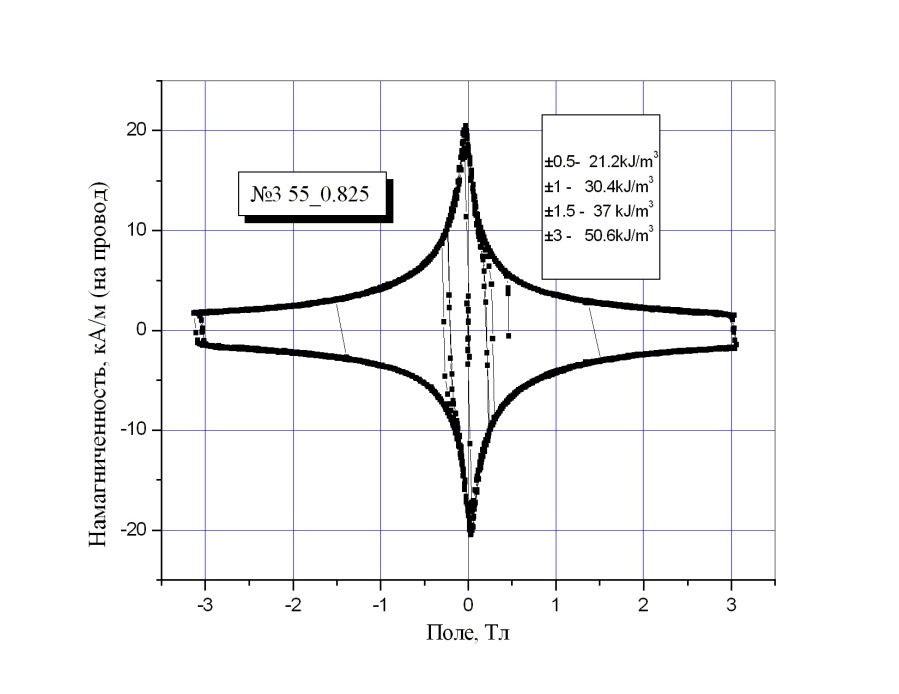 20
10
0
-10
-20
-3
-2
-1
0
1
2
3
Намагниченность, кА/м (на провод)
Поле, Тл
№3 55_0.825
±0.5-  21.2kJ/m³
±1 -   30.4kJ/m³
±1.5 -  37 kJ/m³
±3 -   50.6kJ/m³